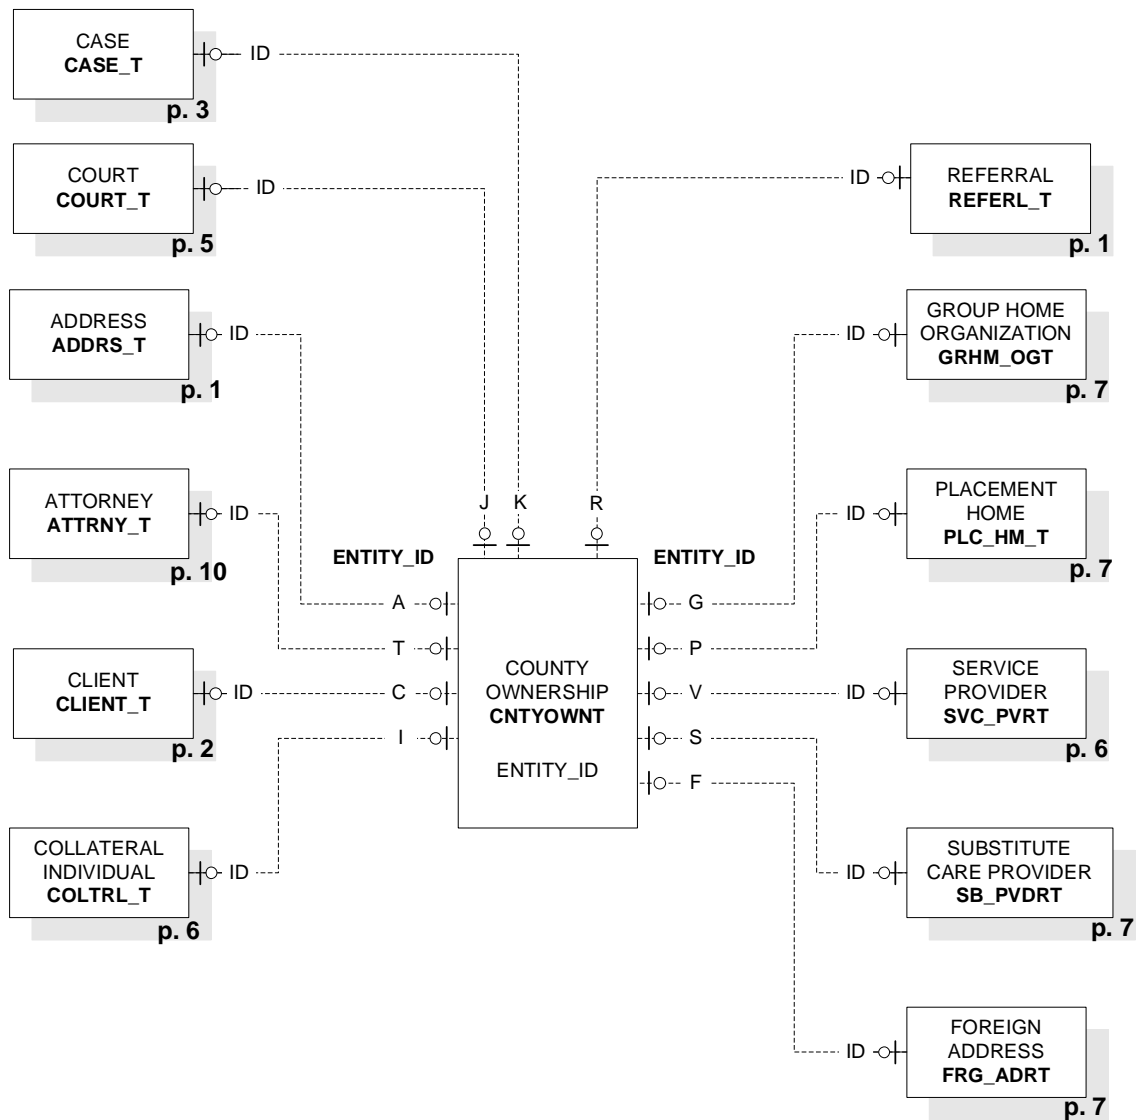 CASE
CASE_T
p. 3
ID
COURT
COURT_T
p. 5
ID
ADDRESS
ADDRS_T
p. 1
ID
ATTORNEY
ATTRNY_T
p. 10
ID
CLIENT
CLIENT_T
p. 2
ID
COLLATERAL
INDIVIDUAL
COLTRL_T
p. 6
ID
J
K
R
ENTITY_ID
ENTITY_ID
A
T
C
I
COUNTY
OWNERSHIP
CNTYOWNT
ENTITY_ID
G
P
V
S
F
ID
REFERRAL
REFERL_T
p. 1
ID
GROUP HOME
ORGANIZATION
GRHM_OGT
p. 7
ID
PLACEMENT
HOME
PLC_HM_T
p. 7
ID
SERVICE
PROVIDER
SVC_PVRT
p. 6
ID
SUBSTITUTE
CARE PROVIDER
SB_PVDRT
p. 7
ID
FOREIGN
ADDRESS
FRG_ADRT
p. 7